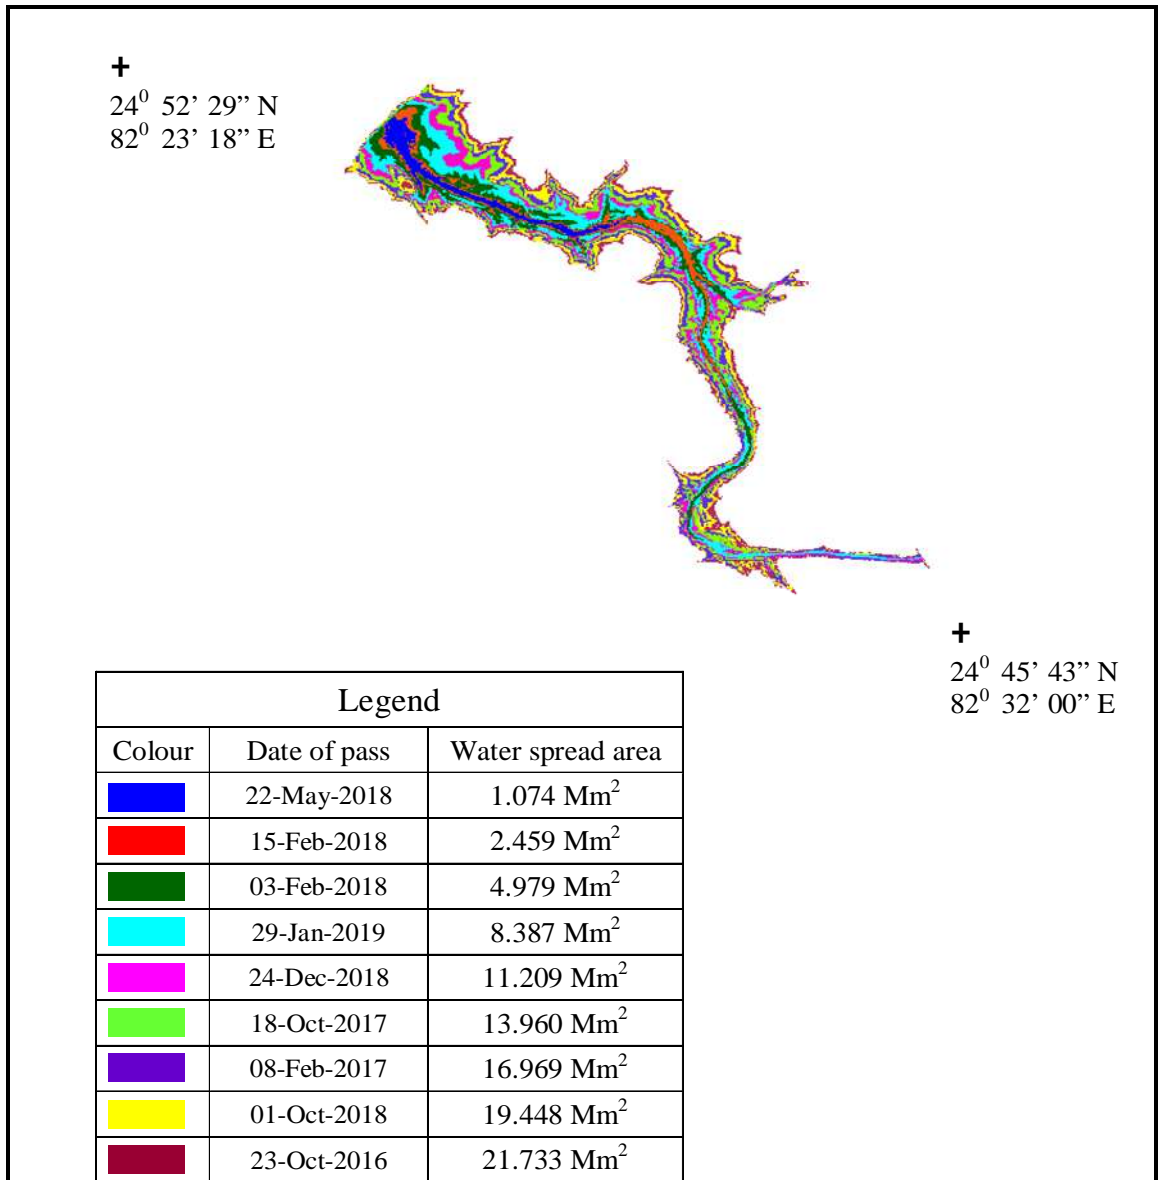 +
24⁰ 52’ 29” N
82⁰ 23’ 18” E
+
24⁰ 45’ 43” N
82⁰ 32’ 00” E
Legend
Colour Date of pass Water spread area
22-May-2018 1.074 Mm²
15-Feb-2018 2.459 Mm²
03-Feb-2018 4.979 Mm²
29-Jan-2019 8.387 Mm²
24-Dec-2018 11.209 Mm²
18-Oct-2017 13.960 Mm²
08-Feb-2017 16.969 Mm²
01-Oct-2018 19.448 Mm²
23-Oct-2016 21.733 Mm²